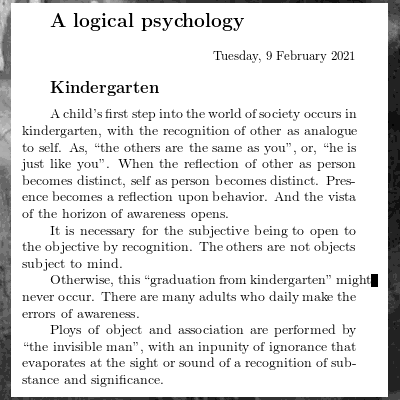 A logical psychology
Tuesday, 9 February 2021
Kindergarten
A child's first step into the world of society occurs in
kindergarten, with the recognition of other as analogue
to self. As, "the others are the same as you", or, "he is
just like you". When the reflection of other as person
becomes distinct, self as person becomes distinct. Pres-
ence becomes a reflection upon behavior. And the vista
of the horizon of awareness opens.
It is necessary for the subjective being to open to
the objective by recognition. The others are not objects
subject to mind.
Otherwise, this "graduation from kindergarten" might
never occur. There are many adults who daily make the
errors of awareness.
Ploys of object and association are performed by
"the invisible man", with an inpunity of ignorance that
evaporates at the sight or sound of a recognition of sub-
stance and significance.